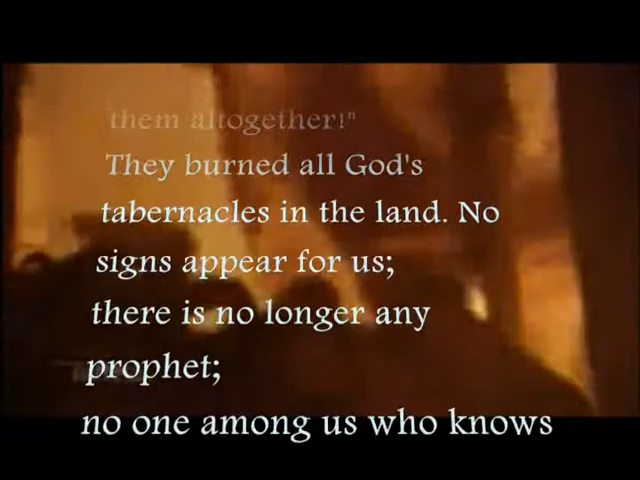 them altogether!"
They burned all God's
tabernacles in the land. No
signs appear for us;
there is no longer any
prophet;
no one among us who knows